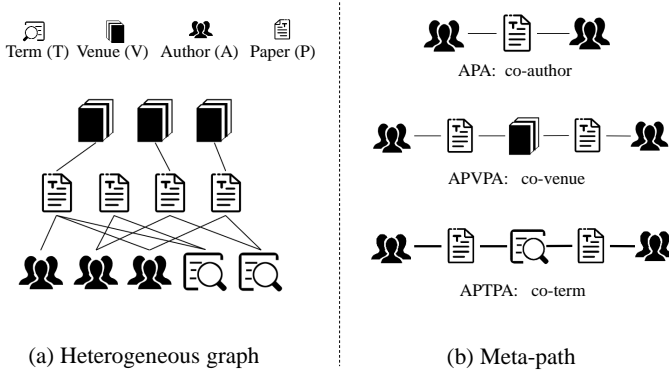 Term (T) Venue (V) Author (A) Paper (P)
(a) Heterogeneous graph
APA: co-author
APVPA: co-venue
APTPA: co-term
(b) Meta-path